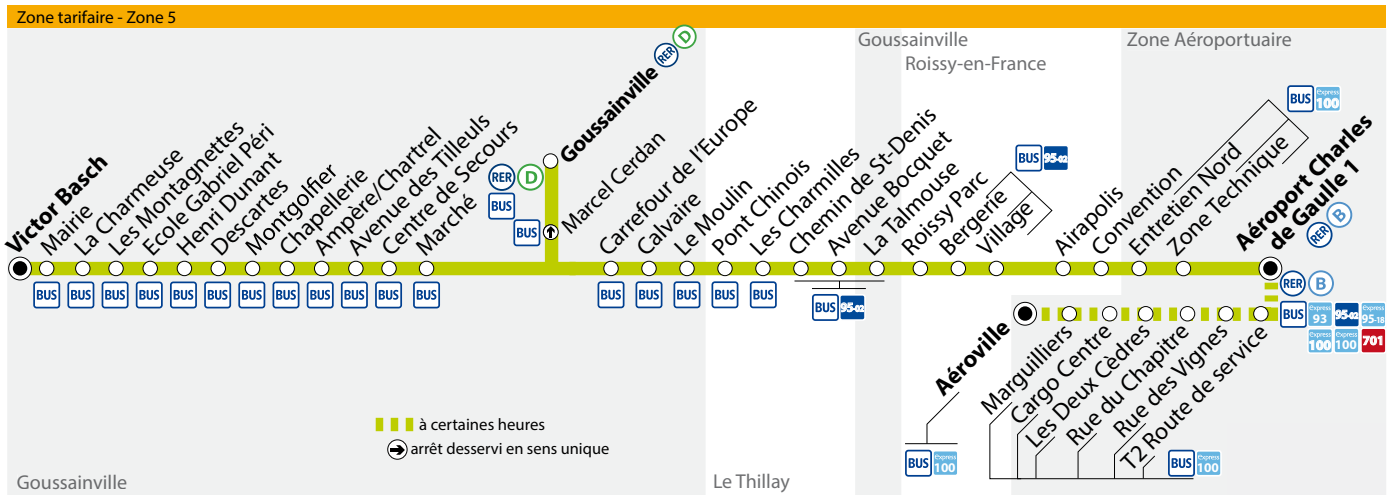 Zone tarifaire - Zone 5
Goussainville
Roissy-en-France
Zone Aéroportuaire
Victor Basch
Mairie
La Charmeuse
Les Montagnettes
Ecole Gabriel Péri
Henri Dunant
Descartes
Montgolfier
Chapellerie
Ampère/Chartrel
Avenue des Tilleuls
Centre de Secours
Marché
Goussainville
RER D
RER D
BUS
BUS
Marcel Cerdan
Carrefour de l'Europe
Calvaire
Le Moulin
Pont Chinois
Les Charmilles
Chemin de St-Denis
Avenue Bocquet
La Talmouse
Roissy Parc
Bergerie
Village
BUS 95-02
Airapolis
Convention
Entretien Nord
Zone Technique
BUS Express 100
Aéroport Charles
de Gaulle 1
RER B
BUS BUS BUS BUS BUS BUS BUS BUS BUS BUS BUS BUS
BUS BUS BUS BUS BUS
BUS 95-02
RER B
BUS Express 93 95-02 Express 95-18
Express 100 Express 100 701
Aéroville
Marguilliers
Cargo Centre
Les Deux Cèdres
Rue du Chapitre
Rue des Vignes
T2 Route de service
BUS Express 100
BUS Express 100
à certaines heures
arrêt desservi en sens unique
Goussainville
Le Thillay